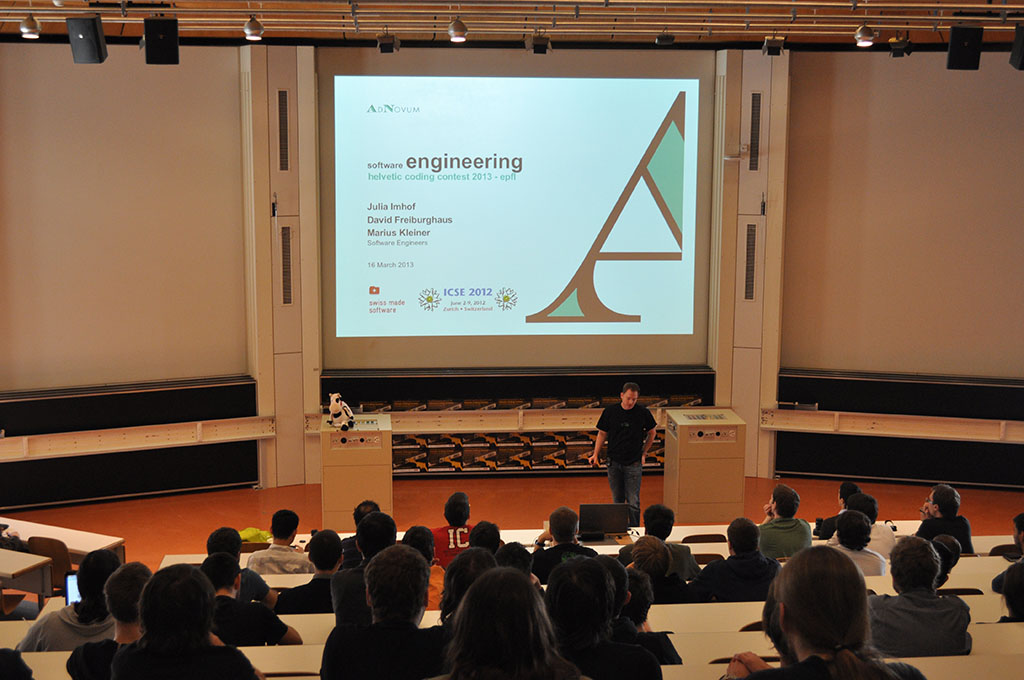 ADNOVUM
software engineering
helvetic coding contest 2013 - epfl
Julia Imhof
David Freiburghaus
Marius Kleiner
Software Engineers
16 March 2013
swiss made
software
ICSE 2012
June 2-9, 2012
Zurich • Switzerland
IC